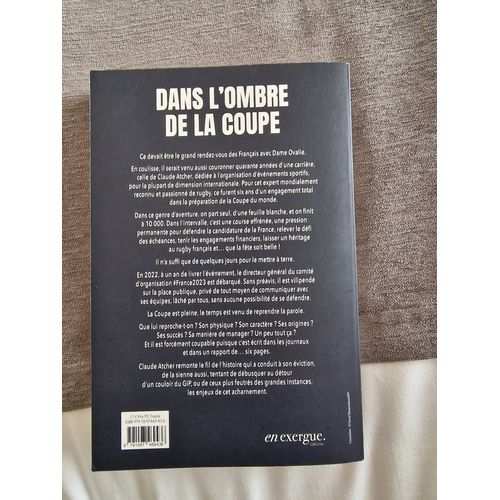 DANS L'OMBRE
DE LA COUPE
Ce devait être le grand rendez-vous des Français avec Dame Ovalie.
En coulisse, il serait venu aussi couronner quarante années d'une carrière,
celle de Claude Atcher, dédiée à l'organisation d'événements sportifs,
pour la plupart de dimension internationale. Pour cet expert mondialement
reconnu et passionné de rugby, ce furent six ans d'un engagement total
dans la préparation de la Coupe du monde.
Dans ce genre d'aventure, on part seul, d'une feuille blanche, et on finit
à 10 000. Dans l'intervalle, c'est une course effrénée, une pression
permanente pour défendre la candidature de la France, relever le défi
des échéances, tenir les engagements financiers, laisser un héritage
au rugby français et... que la fête soit belle !
Il n'a suffi que de quelques jours pour le mettre à terre.
En 2022, à un an de livrer l'événement, le directeur général du comité
d'organisation #France2023 est débarqué. Sans préavis, il est vilipendé
sur la place publique, privé de tout moyen de communiquer avec
ses équipes, lâché par tous, sans aucune possibilité de se défendre.
La Coupe est pleine, le temps est venu de reprendre la parole.
Que lui reproche-t-on ? Son physique ? Son caractère ? Ses origines ?
Ses succès ? Sa manière de manager ? Un peu tout ça ?
Et il est forcément coupable puisque c'est écrit dans les journaux
et dans un rapport de... six pages.
Claude Atcher remonte le fil de l'histoire qui a conduit à son éviction,
de la sienne aussi, tentant de débusquer au détour
d'un couloir du GIP, ou de ceux plus feutrés des grandes instances,
les enjeux de cet acharnement.
21 € Prix TTC France
en exergue.